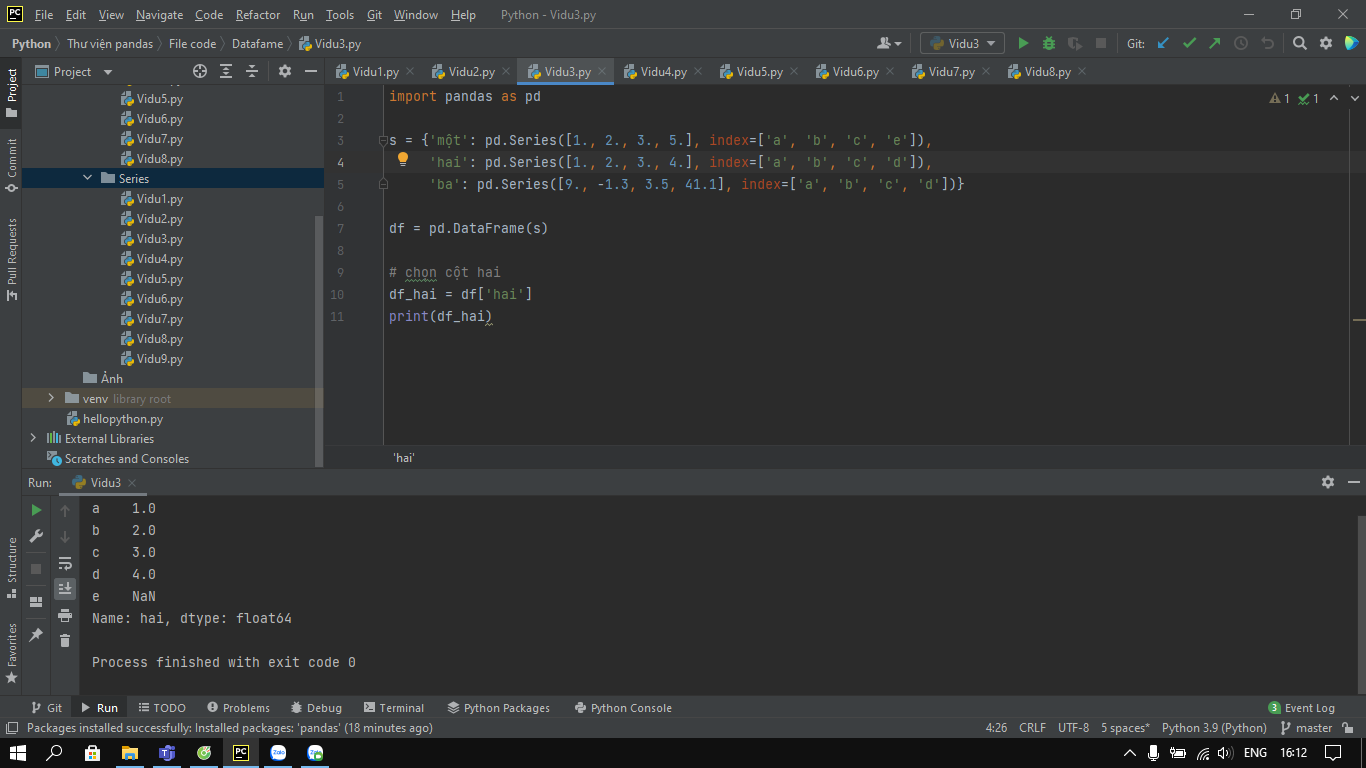 File Edit View Navigate Code Refactor Run Tools Git Window Help Python - Vidu3.py
Python Thư viện pandas File code Datafame Vidu3.py Vidu3 Git:
Project
Vidu1.py Vidu2.py Vidu3.py Vidu4.py Vidu5.py Vidu6.py Vidu7.py Vidu8.py
Project
Commit
Pull Requests
Structure
Favorites
Vidu5.py
Vidu6.py
Vidu7.py
Vidu8.py
Series
Vidu1.py
Vidu2.py
Vidu3.py
Vidu4.py
Vidu5.py
Vidu6.py
Vidu7.py
Vidu8.py
Vidu9.py
Ảnh
venv library root
hellopython.py
External Libraries
Scratches and Consoles
1 import pandas as pd
1 1
2
3 s = {'một': pd.Series([1., 2., 3., 5.], index=['a', 'b', 'c', 'e']),
4 'hai': pd.Series([1., 2., 3., 4.], index=['a', 'b', 'c', 'd']),
5 'ba': pd.Series([9., -1.3, 3.5, 41.1], index=['a', 'b', 'c', 'd'])}
6
7 df = pd.DataFrame(s)
8
9 # chọn cột hai
10 df_hai = df['hai']
11 print(df_hai)
'hai'
Run: Vidu3
a 1.0
b 2.0
c 3.0
d 4.0
e NaN
Name: hai, dtype: float64
Process finished with exit code 0
Git Run TODO Problems Debug Terminal Python Packages Python Console 3 Event Log
Packages installed successfully: Installed packages: 'pandas' (18 minutes ago) 4:26 CRLF UTF-8 5 spaces* Python 3.9 (Python) master
PC Zalo Zalo ENG 16:12